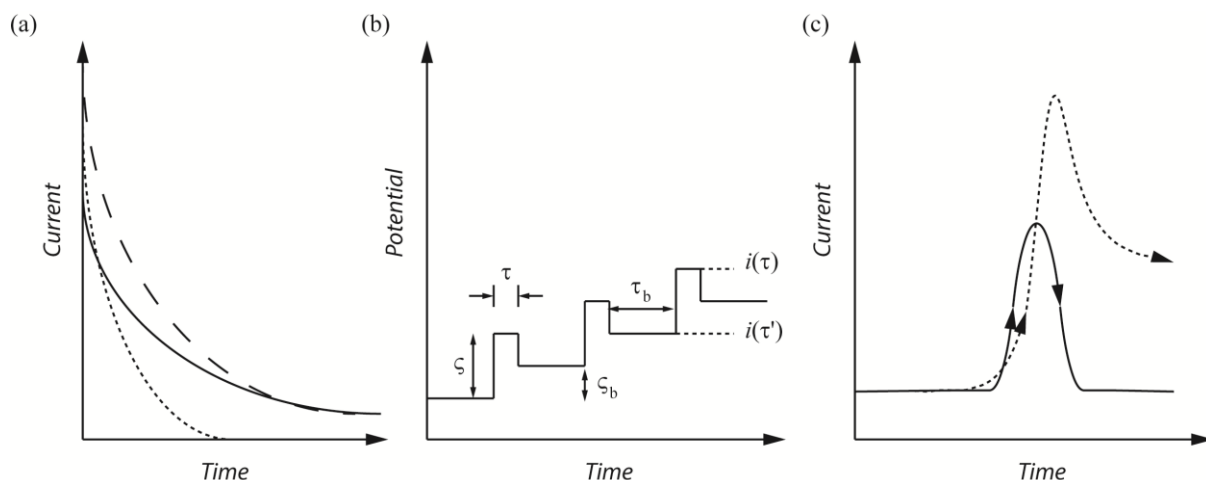 (a)
Current
Time
(b)
Potential
τ
ς
ς_b
τ_b
i(τ)
i(τ')
Time
(c)
Current
Time